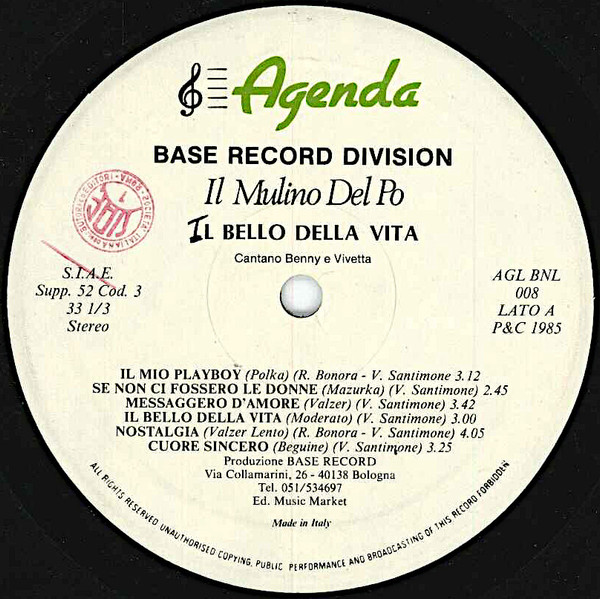 Agenda
BASE RECORD DIVISION
Il Mulino Del Po
IL BELLO DELLA VITA
Cantano Benny e Vivetta
S.I.A.E.
Supp. 52 Cod. 3
33 1/3
Stereo
AGL BNL
008
LATO A
P&C 1985
IL MIO PLAYBOY (Polka) (R. Bonora - V. Santimone 3.12
SE NON CI FOSSERO LE DONNE (Mazurka) (V. Santimone) 2.45
MESSAGGERO D'AMORE (Valzer) (V. Santimone) 3.42
IL BELLO DELLA VITA (Moderato) (V. Santimone) 3.00
NOSTALGIA (Valzer Lento) (R. Bonora - V. Santimone) 4.05
CUORE SINCERO (Beguine) (V. Santimone) 3.25
Produzione BASE RECORD
Via Collamarini, 26 - 40138 Bologna
Tel. 051/534697
Ed. Music Market
Made in Italy
ALL RIGHTS RESERVED UNAUTHORISED COPYING, PUBLIC PERFORMANCE AND BROADCASTING OF THIS RECORD FORBIDDEN